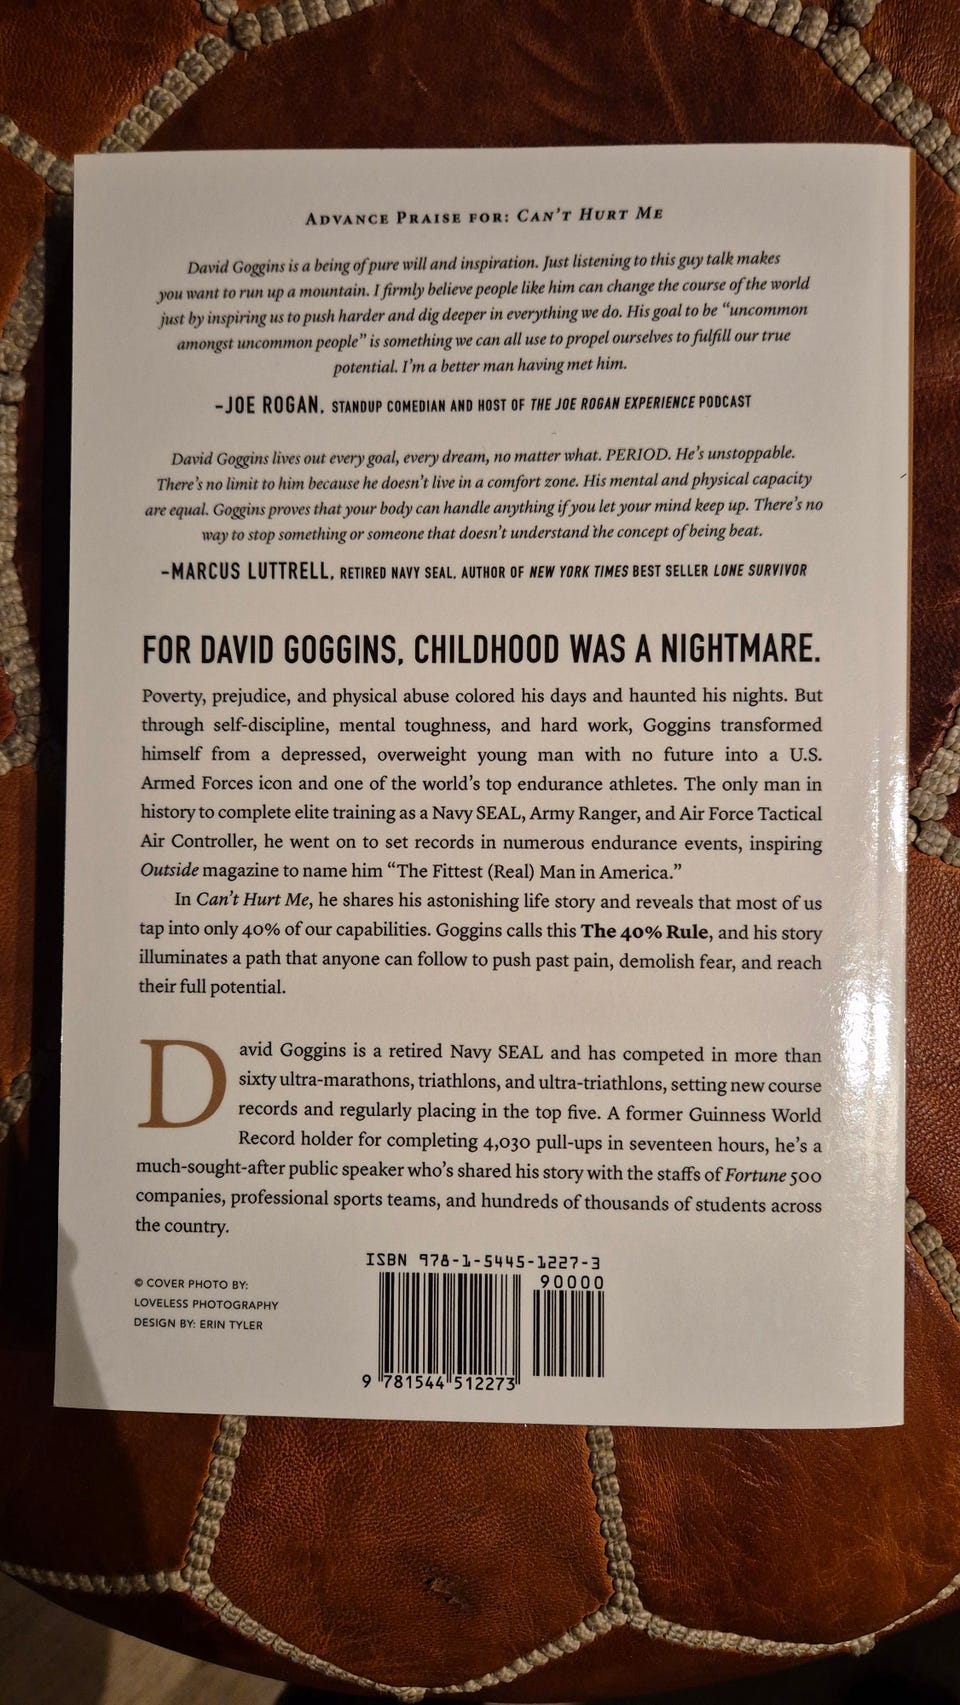 ADVANCE PRAISE FOR: CAN'T HURT ME
David Goggins is a being of pure will and inspiration. Just listening to this guy talk makes
you want to run up a mountain. I firmly believe people like him can change the course of the world
just by inspiring us to push harder and dig deeper in everything we do. His goal to be “uncommon
amongst uncommon people” is something we can all use to propel ourselves to fulfill our true
potential. I'm a better man having met him.
–JOE ROGAN, STANDUP COMEDIAN AND HOST OF THE JOE ROGAN EXPERIENCE PODCAST
David Goggins lives out every goal, every dream, no matter what. PERIOD. He's unstoppable.
There's no limit to him because he doesn't live in a comfort zone. His mental and physical capacity
are equal. Goggins proves that your body can handle anything if you let your mind keep up. There's no
way to stop something or someone that doesn't understand the concept of being beat.
–MARCUS LUTTRELL, RETIRED NAVY SEAL, AUTHOR OF NEW YORK TIMES BEST SELLER LONE SURVIVOR
FOR DAVID GOGGINS, CHILDHOOD WAS A NIGHTMARE.
Poverty, prejudice, and physical abuse colored his days and haunted his nights. But
through self-discipline, mental toughness, and hard work, Goggins transformed
himself from a depressed, overweight young man with no future into a U.S.
Armed Forces icon and one of the world's top endurance athletes. The only man in
history to complete elite training as a Navy SEAL, Army Ranger, and Air Force Tactical
Air Controller, he went on to set records in numerous endurance events, inspiring
Outside magazine to name him “The Fittest (Real) Man in America.”
In Can't Hurt Me, he shares his astonishing life story and reveals that most of us
tap into only 40% of our capabilities. Goggins calls this The 40% Rule, and his story
illuminates a path that anyone can follow to push past pain, demolish fear, and reach
their full potential.
David Goggins is a retired Navy SEAL and has competed in more than
sixty ultra-marathons, triathlons, and ultra-triathlons, setting new course
records and regularly placing in the top five. A former Guinness World
Record holder for completing 4,030 pull-ups in seventeen hours, he's a
much-sought-after public speaker who's shared his story with the staffs of Fortune 500
companies, professional sports teams, and hundreds of thousands of students across
the country.
© COVER PHOTO BY:
LOVELESS PHOTOGRAPHY
DESIGN BY: ERIN TYLER
ISBN 978-1-5445-1227-3
90000
9 781544 512273